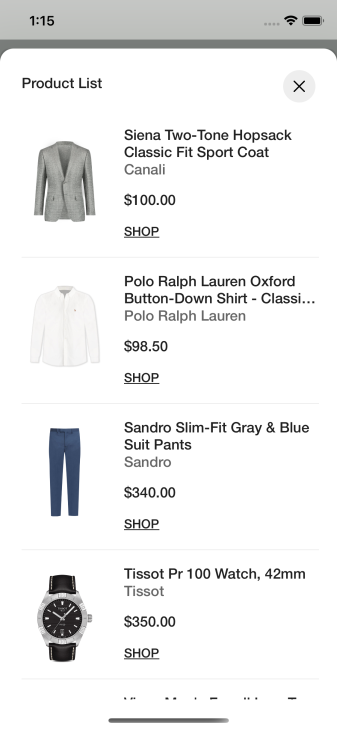 1:15
Product List
Siena Two-Tone Hopsack
Classic Fit Sport Coat
Canali
$100.00
SHOP
Polo Ralph Lauren Oxford
Button-Down Shirt - Classi...
Polo Ralph Lauren
$98.50
SHOP
Sandro Slim-Fit Gray & Blue
Suit Pants
Sandro
$340.00
SHOP
Tissot Pr 100 Watch, 42mm
Tissot
$350.00
SHOP